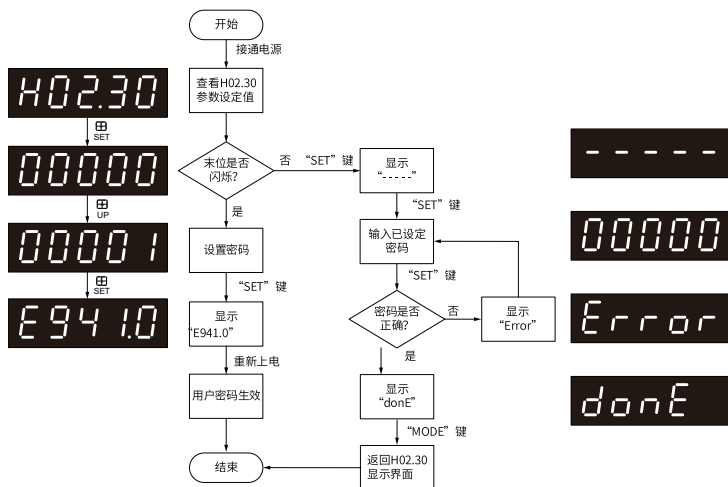 开始
接通电源
查看H02.30
参数设定值
末位是否
闪烁?
否 “SET”键
是
设置密码
“SET”键
显示
“E941.0”
重新上电
用户密码生效
结束
显示
“-----”
“SET”键
输入已设定
密码
“SET”键
密码是否
正确?
否
显示
“Error”
是
显示
“donE”
“MODE”键
返回H02.30
显示界面
H02.30
SET
00000
UP
00001
SET
E941.0
-----
00000
Error
donE